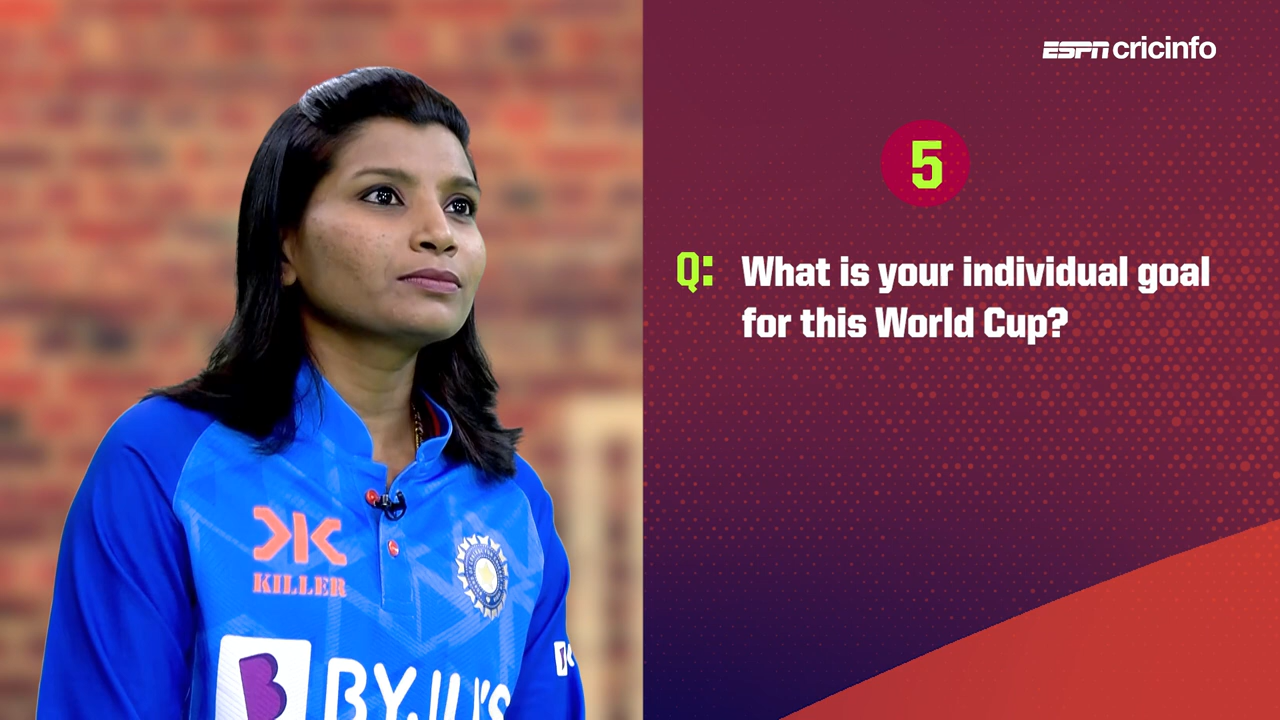 ESPN cricinfo
5
Q: What is your individual goal
for this World Cup?
KILLER
BYJU'S